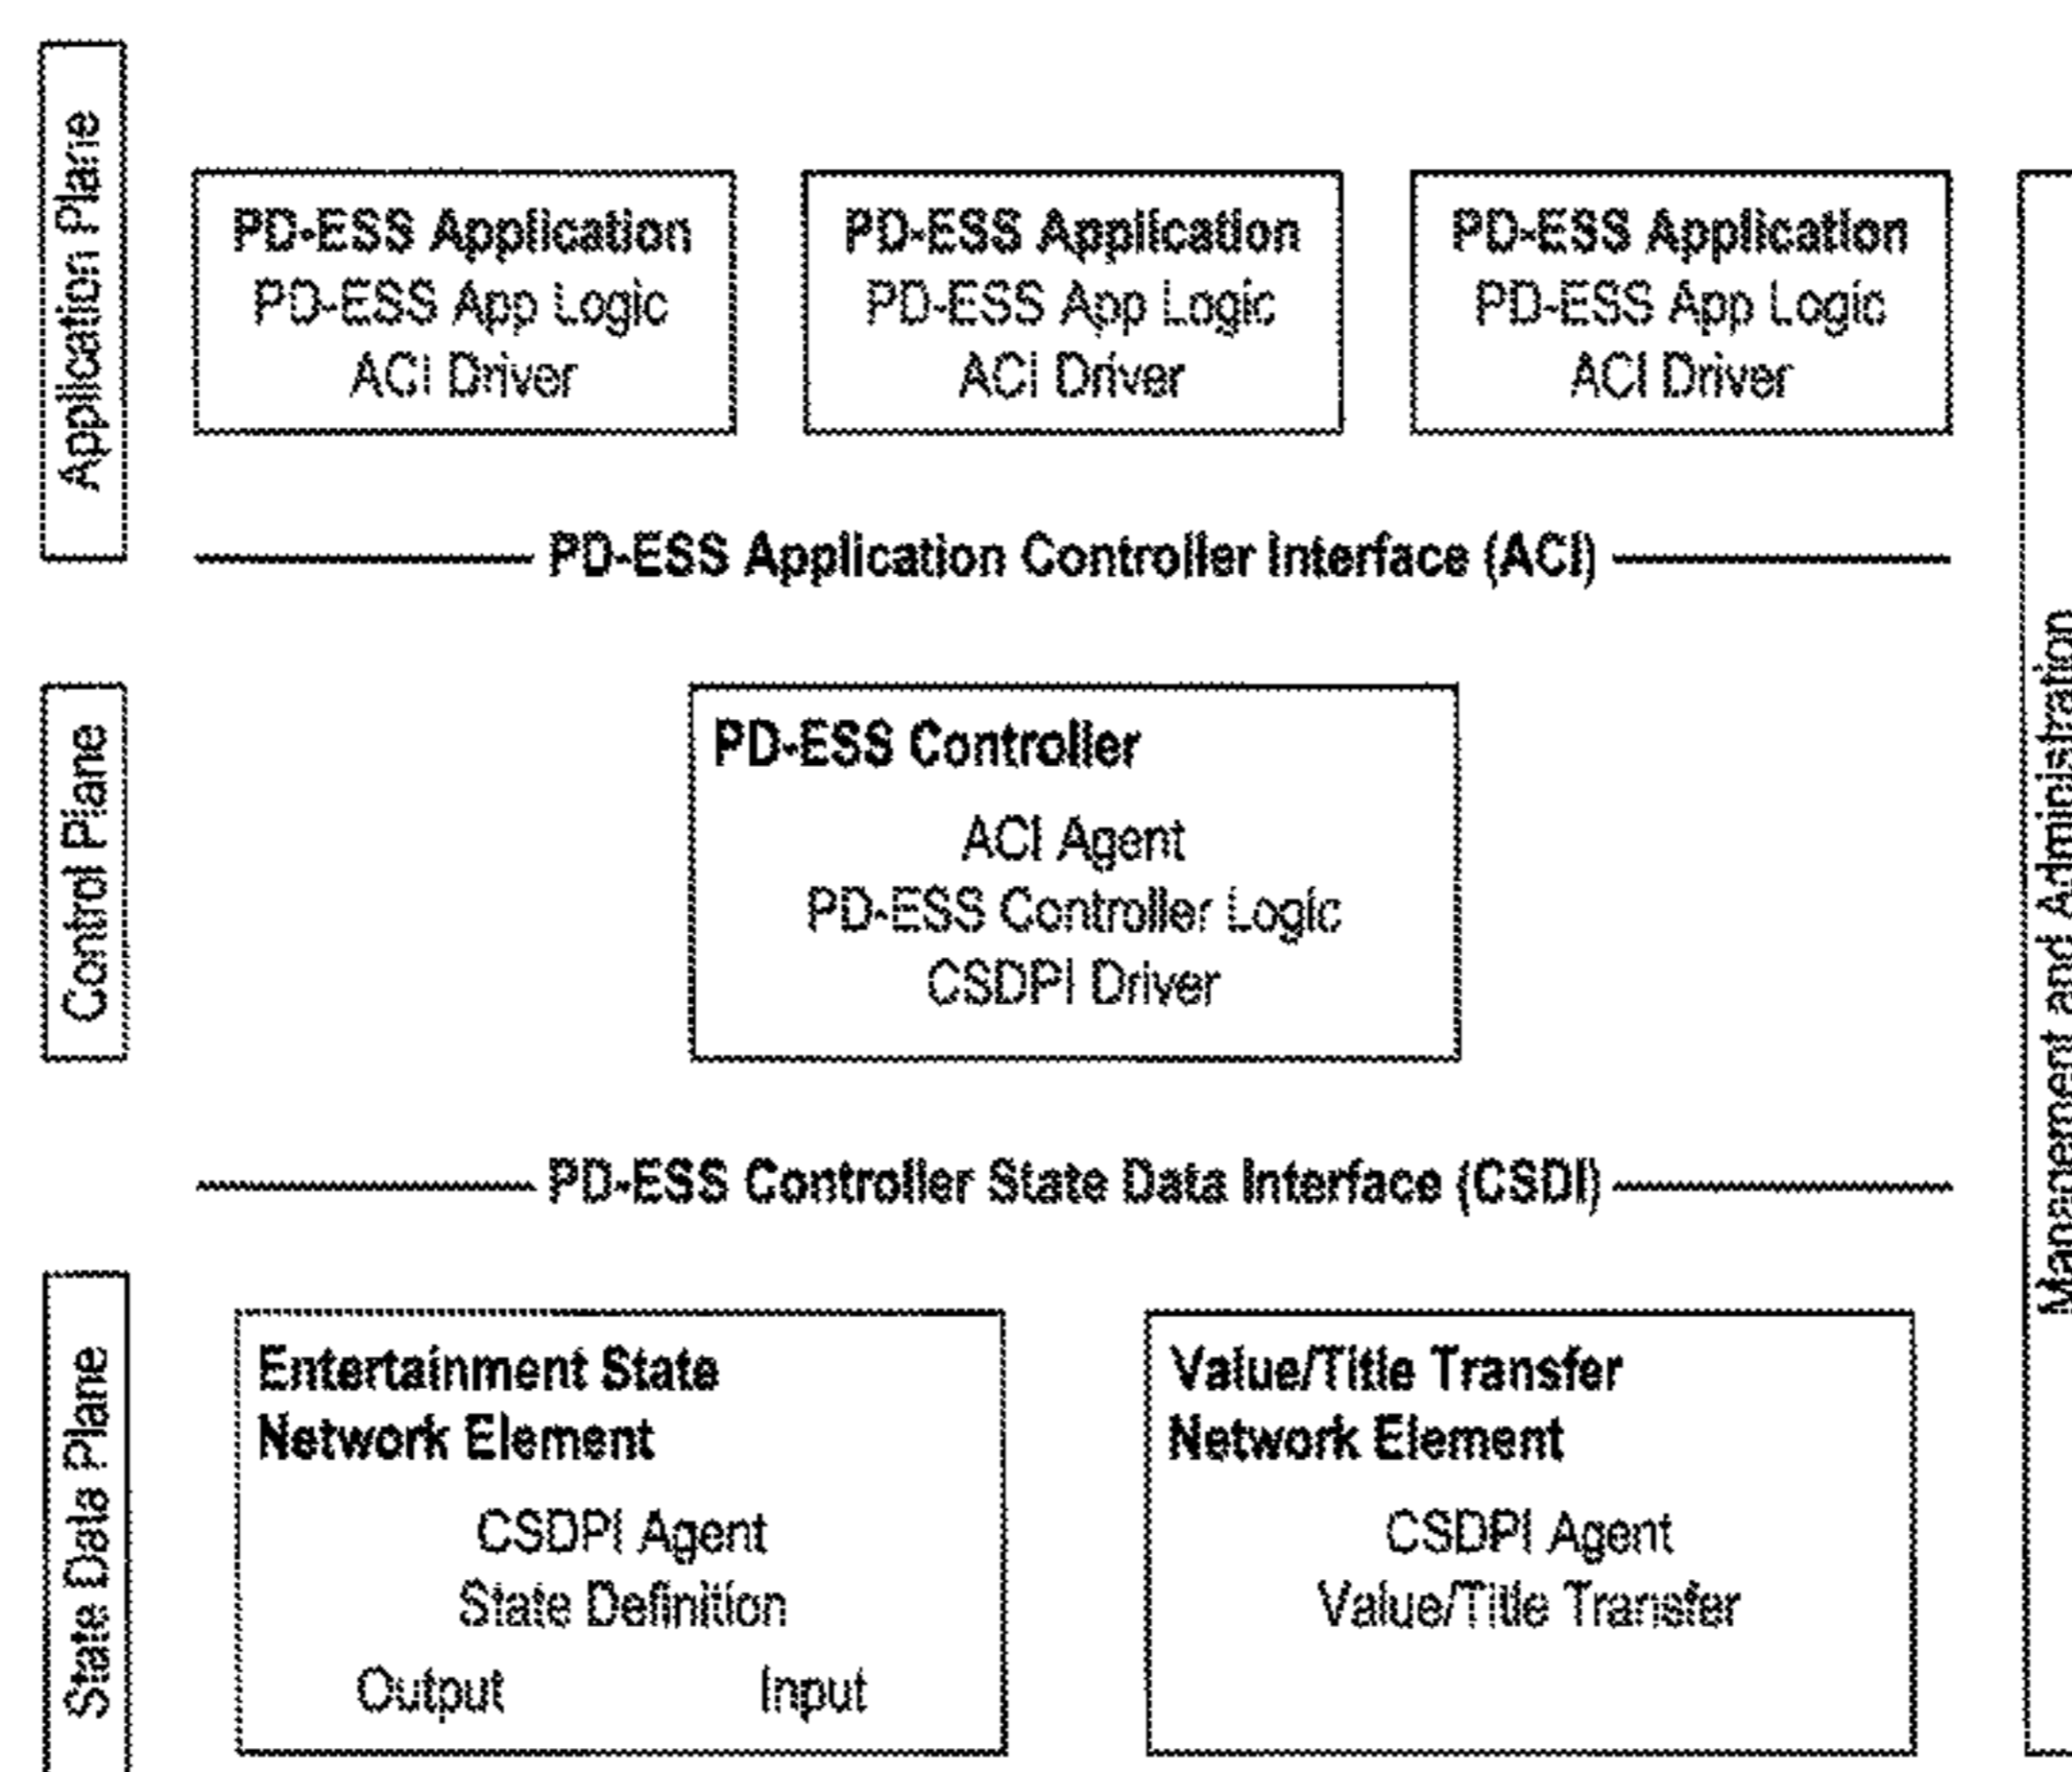 Application Plane
PD-ESS Application
PD-ESS App Logic
ACI Driver
PD-ESS Application
PD-ESS App Logic
ACI Driver
PD-ESS Application
PD-ESS App Logic
ACI Driver
PD-ESS Application Controller Interface (ACI)
Control Plane
PD-ESS Controller
ACI Agent
PD-ESS Controller Logic
CSDPI Driver
PD-ESS Controller State Data Interface (CSDI)
State Data Plane
Entertainment State
Network Element
CSDPI Agent
State Definition
Output Input
Value/Title Transfer
Network Element
CSDPI Agent
Value/Title Transfer
Management and Administration